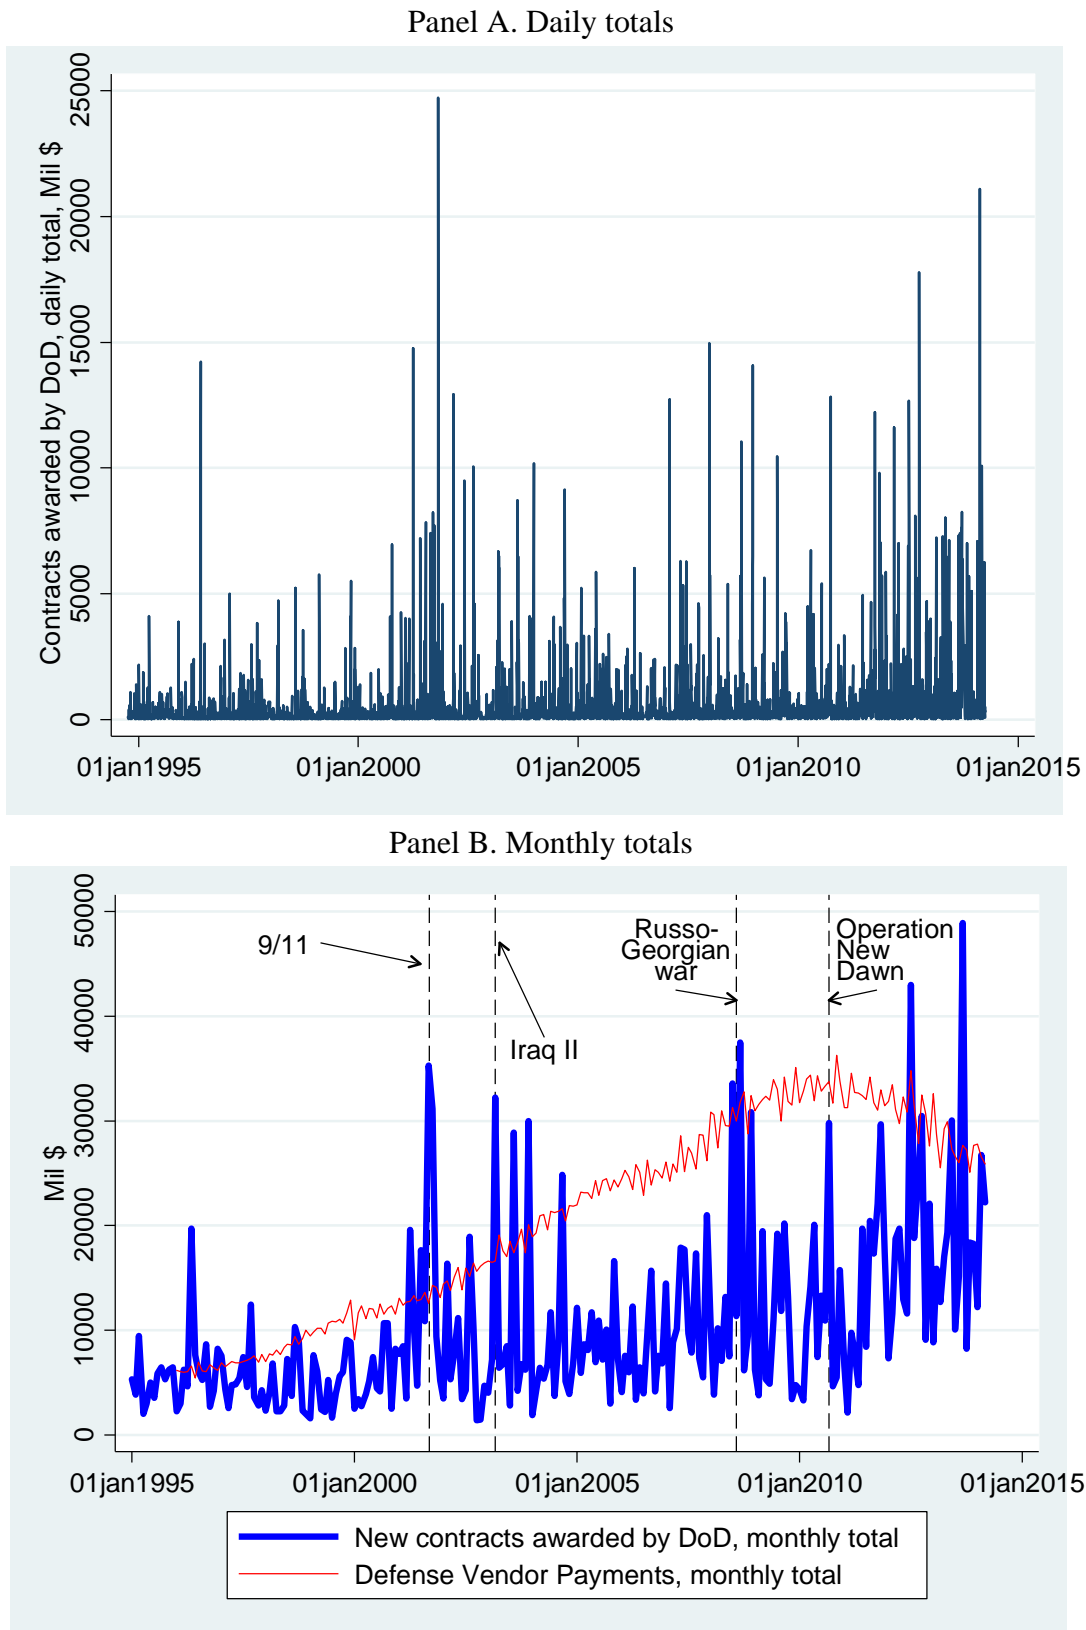 Panel A. Daily totals
Contracts awarded by DoD, daily total, Mil $
25000
20000
15000
10000
5000
0
01jan1995
01jan2000
01jan2005
01jan2010
01jan2015
Panel B. Monthly totals
Mil $
50000
40000
30000
20000
10000
0
9/11
Iraq II
Russo-
Georgian
war
Operation
New
Dawn
01jan1995
01jan2000
01jan2005
01jan2010
01jan2015
New contracts awarded by DoD, monthly total
Defense Vendor Payments, monthly total